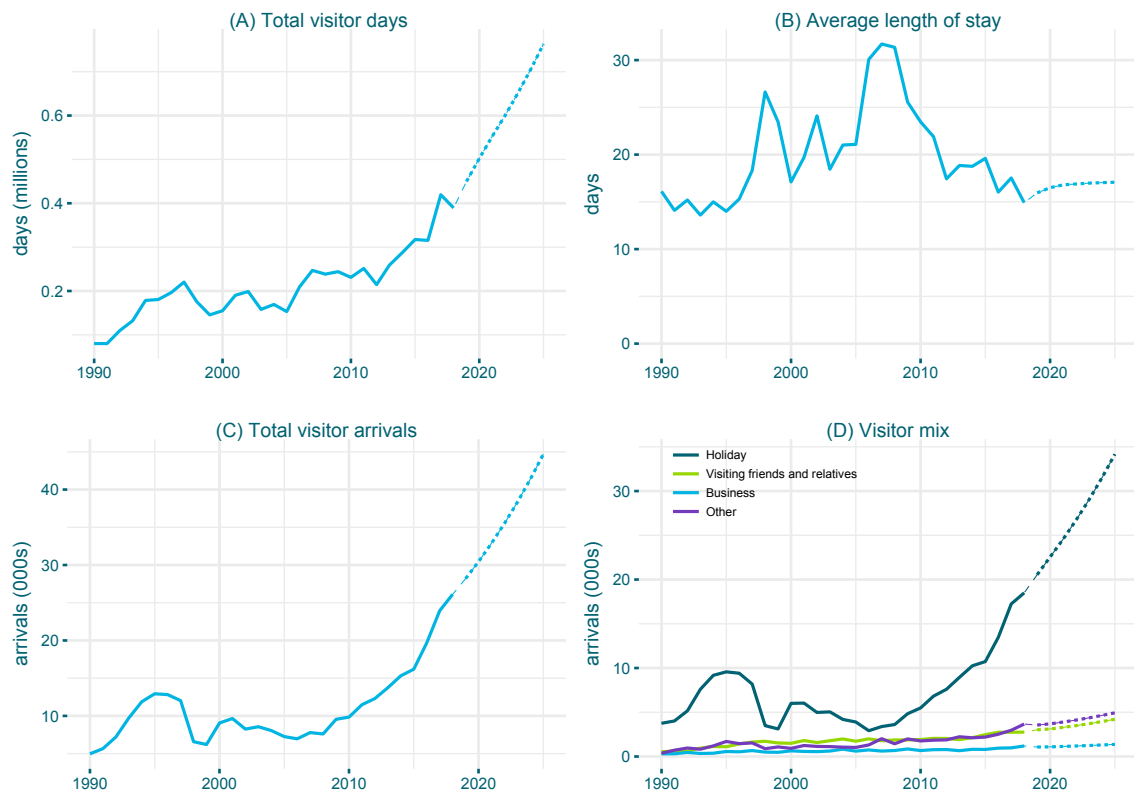 (A) Total visitor days
days (millions)
0.6
0.4
0.2
1990 2000 2010 2020
(B) Average length of stay
days
30
20
10
0
1990 2000 2010 2020
(C) Total visitor arrivals
arrivals (000s)
40
30
20
10
1990 2000 2010 2020
(D) Visitor mix
Holiday
Visiting friends and relatives
Business
Other
arrivals (000s)
30
20
10
0
1990 2000 2010 2020